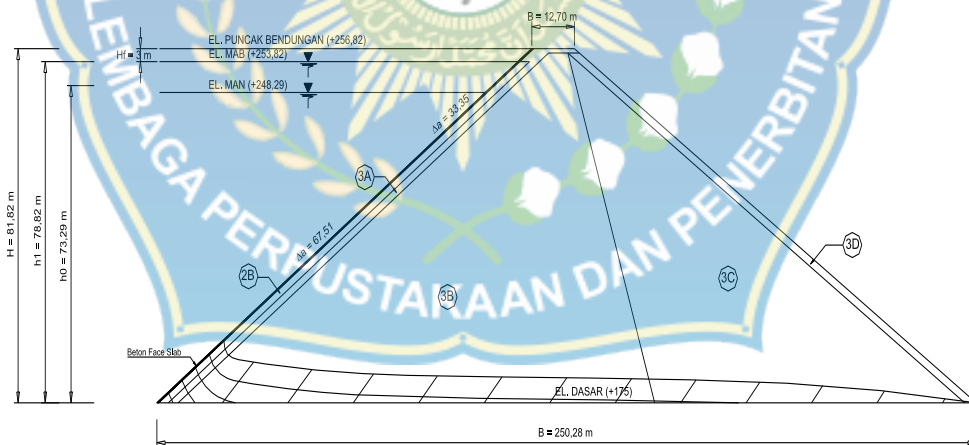 B = 12,70 m
EL. PUNCAK BENDUNGAN (+256,82)
Hf = 3 m
EL. MAB (+253,82)
EL. MAN (+248,29)
Δa = 33,35
3A
Δa = 67,51
2B
3B
3C
3D
H = 81,82 m
h1 = 78,82 m
h0 = 73,29 m
Beton Face Slab
EL. DASAR (+175)
B = 250,28 m
LEMBAGA PERPUSTAKAAN DAN PENERBITAN